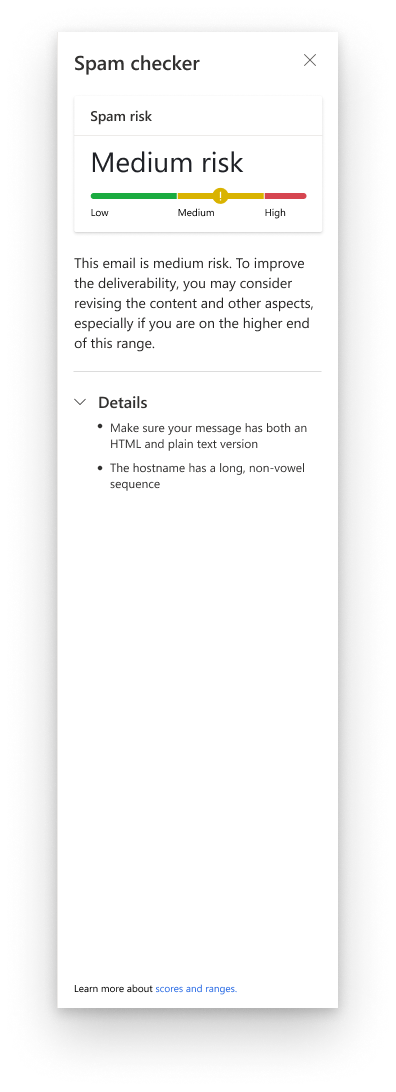 Spam checker
Spam risk
Medium risk
Low Medium High
This email is medium risk. To improve
the deliverability, you may consider
revising the content and other aspects,
especially if you are on the higher end
of this range.
Details
• Make sure your message has both an
HTML and plain text version
• The hostname has a long, non-vowel
sequence
Learn more about scores and ranges.